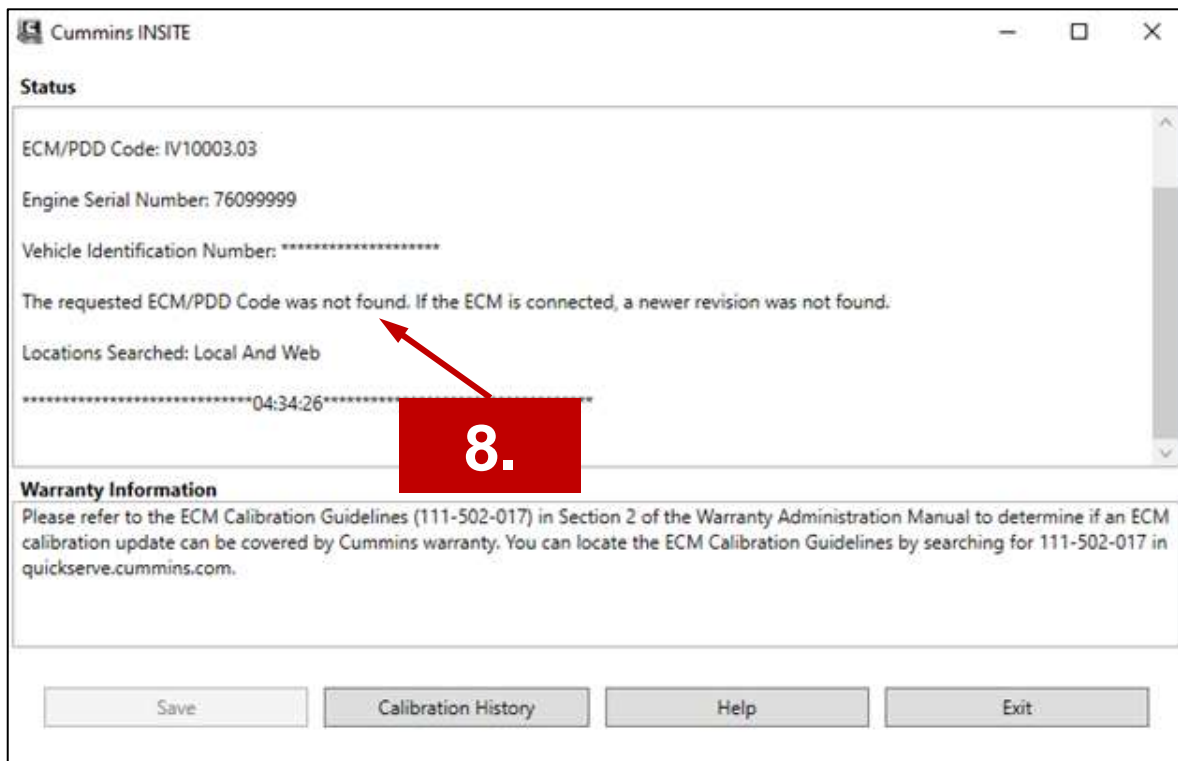 Cummins INSITE
Status
ECM/PDD Code: IV10003.03
Engine Serial Number: 76099999
Vehicle Identification Number: ********************
The requested ECM/PDD Code was not found. If the ECM is connected, a newer revision was not found.
Locations Searched: Local And Web
*****************************04:34:26**********************************
8.
Warranty Information
Please refer to the ECM Calibration Guidelines (111-502-017) in Section 2 of the Warranty Administration Manual to determine if an ECM
calibration update can be covered by Cummins warranty. You can locate the ECM Calibration Guidelines by searching for 111-502-017 in
quickserve.cummins.com.
Save
Calibration History
Help
Exit